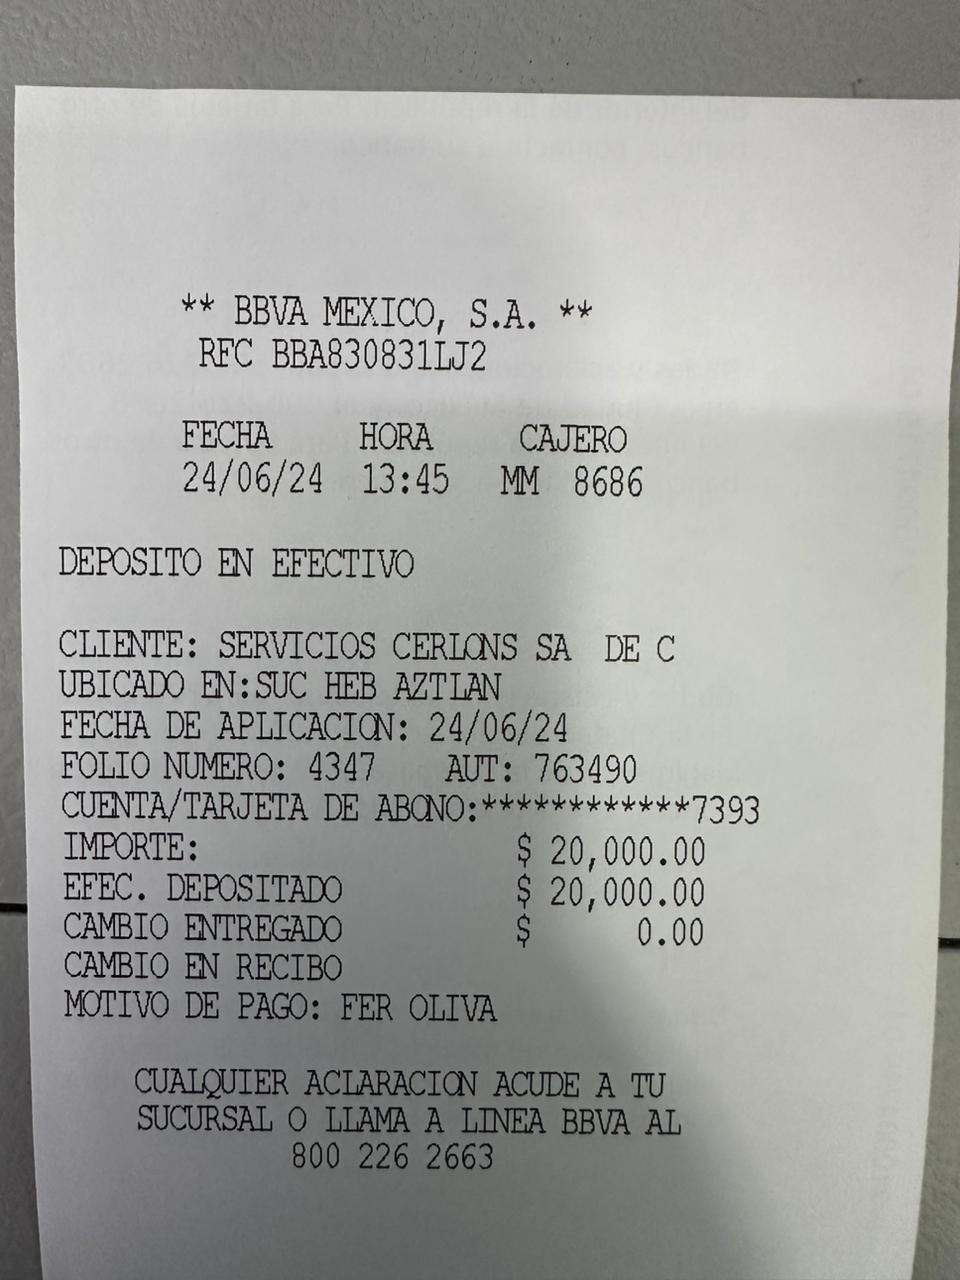 ** BBVA MEXICO, S.A. **
RFC BBA830831LJ2
FECHA HORA CAJERO
24/06/24 13:45 MM 8686
DEPOSITO EN EFECTIVO
CLIENTE: SERVICIOS CERLONS SA DE C
UBICADO EN:SUC HEB AZTLAN
FECHA DE APLICACION: 24/06/24
FOLIO NUMERO: 4347 AUT: 763490
CUENTA/TARJETA DE ABONO:************7393
IMPORTE: $ 20,000.00
EFEC. DEPOSITADO $ 20,000.00
CAMBIO ENTREGADO $ 0.00
CAMBIO EN RECIBO
MOTIVO DE PAGO: FER OLIVA
CUALQUIER ACLARACION ACUDE A TU
SUCURSAL O LLAMA A LINEA BBVA AL
800 226 2663